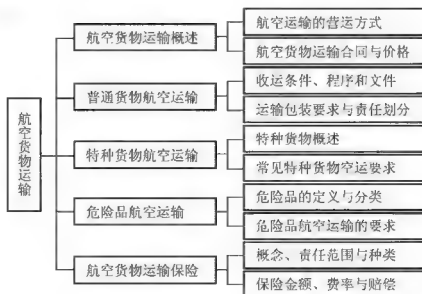 航空货物运输
航空货物运输概述
航空运输的营运方式
航空货物运输合同与价格
普通货物航空运输
收运条件、程序和文件
运输包装要求与责任划分
特种货物航空运输
特种货物概述
常见特种货物空运要求
危险品航空运输
危险品的定义与分类
危险品航空运输的要求
航空货物运输保险
概念、责任范围与种类
保险金额、费率与赔偿